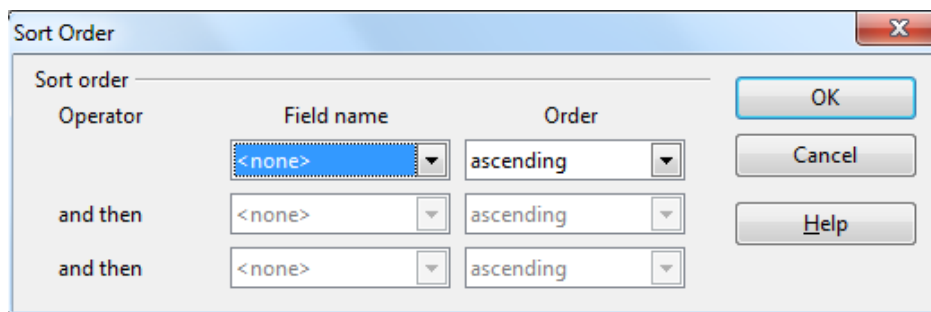 Sort Order
Sort order
Operator Field name Order
<none> ascending
and then <none> ascending
and then <none> ascending
OK
Cancel
Help